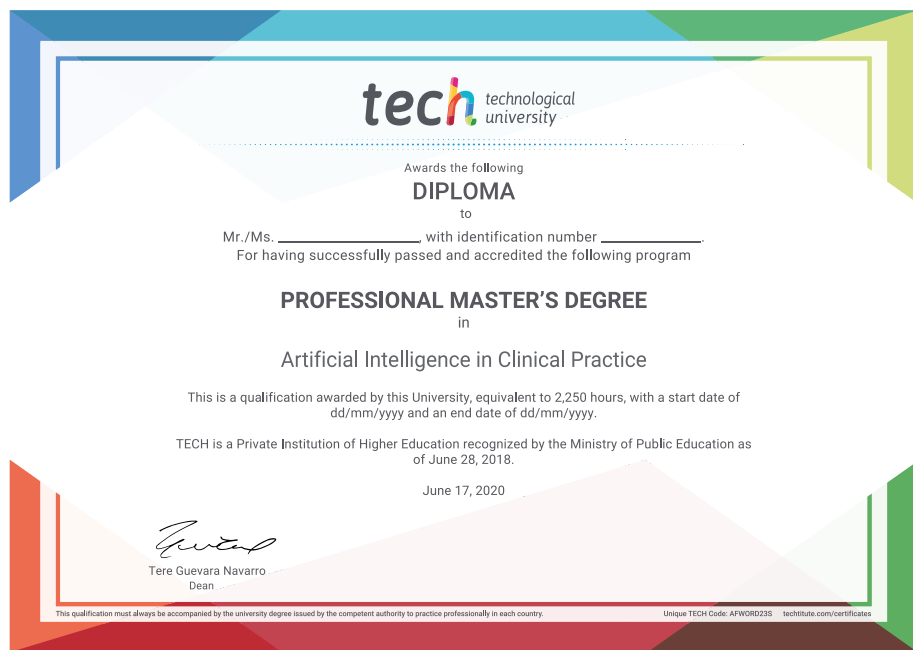 tech technological
university
Awards the following
DIPLOMA
to
Mr./Ms. ____________________, with identification number ______________.
For having successfully passed and accredited the following program
PROFESSIONAL MASTER'S DEGREE
in
Artificial Intelligence in Clinical Practice
This is a qualification awarded by this University, equivalent to 2,250 hours, with a start date of
dd/mm/yyyy and an end date of dd/mm/yyyy.
TECH is a Private Institution of Higher Education recognized by the Ministry of Public Education as
of June 28, 2018.
June 17, 2020
Tere Guevara Navarro
Dean
This qualification must always be accompanied by the university degree issued by the competent authority to practice professionally in each country. Unique TECH Code: AFWORD23S techtitute.com/certificates